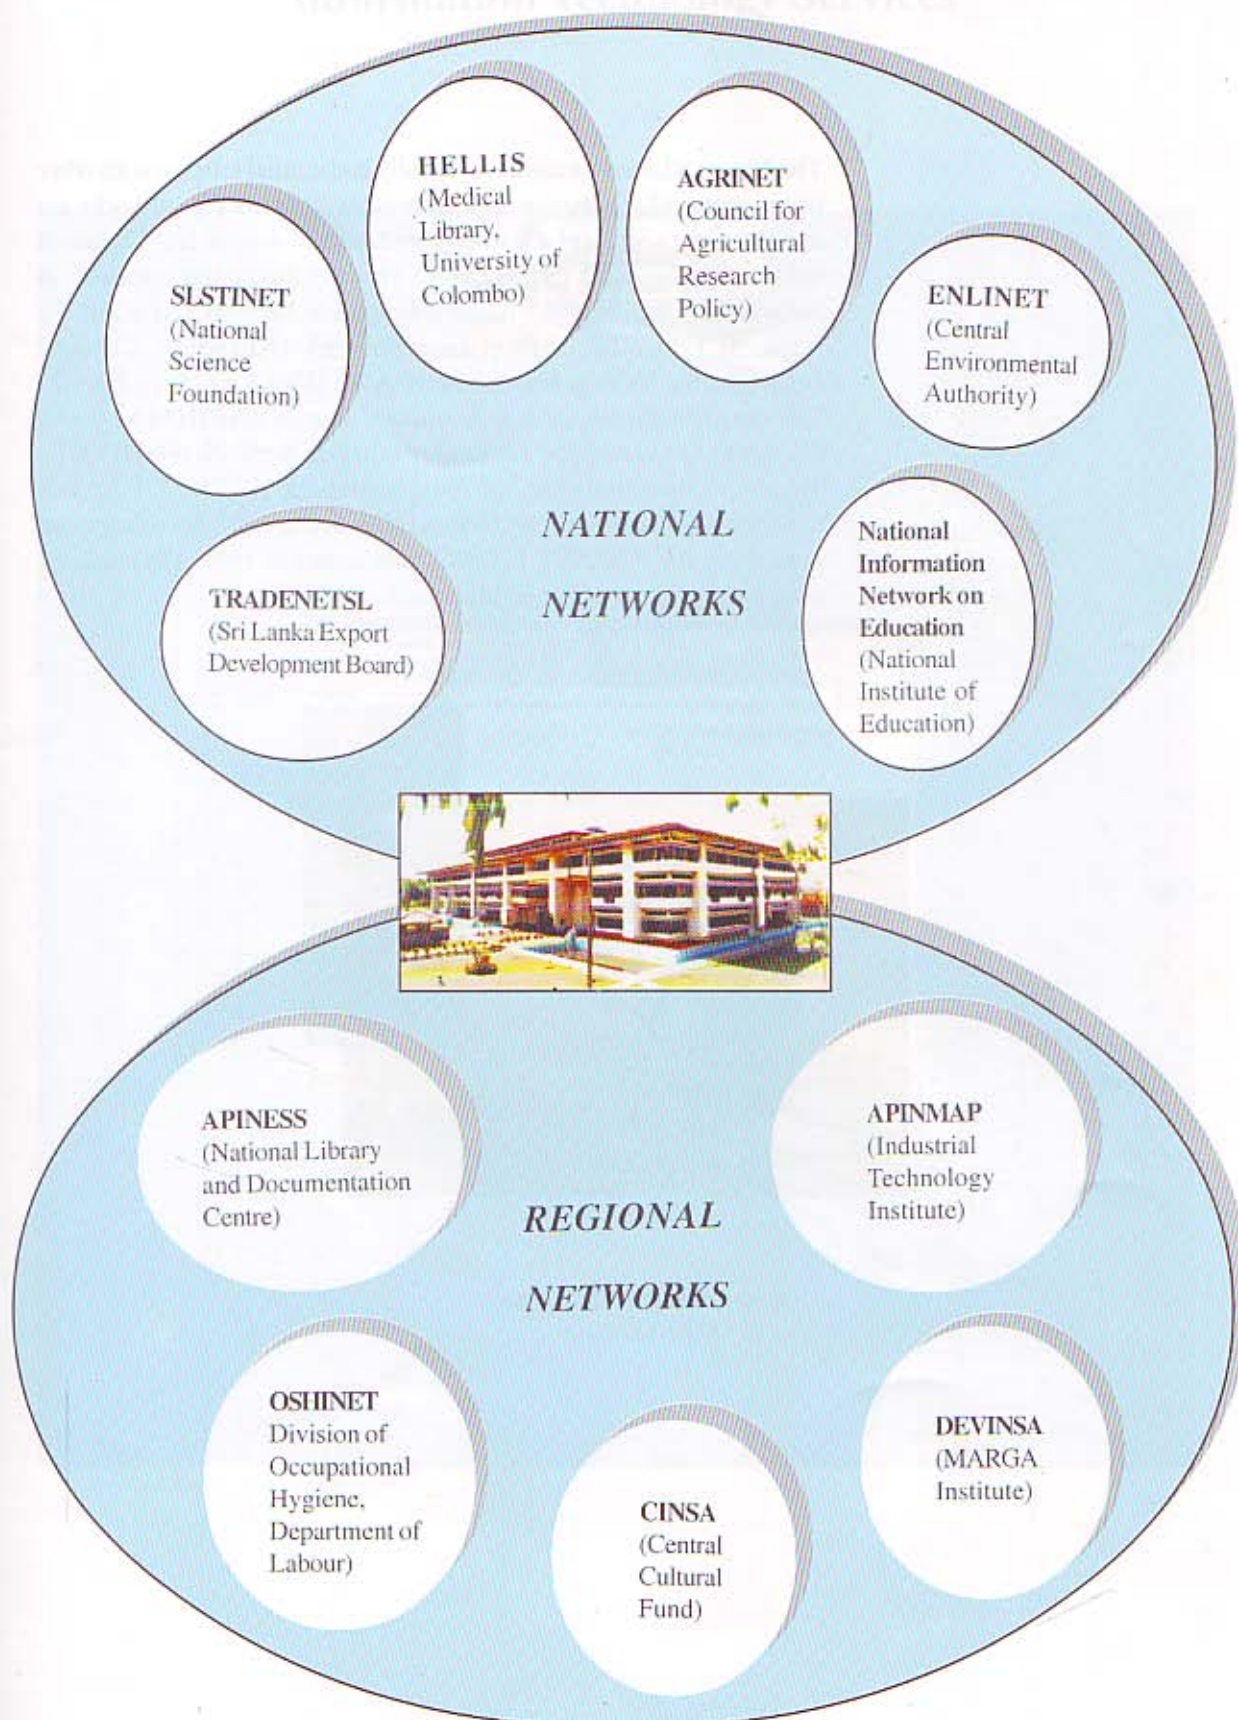 HELLIS
(Medical
Library,
University of
Colombo)
AGRINET
(Council for
Agricultural
Research
Policy)
SLSTINET
(National
Science
Foundation)
ENLINET
(Central
Environmental
Authority)
NATIONAL
NETWORKS
TRADENETSL
(Sri Lanka Export
Development Board)
National
Information
Network on
Education
(National
Institute of
Education)
APINESS
(National Library
and Documentation
Centre)
APINMAP
(Industrial
Technology
Institute)
REGIONAL
NETWORKS
OSHINET
Division of
Occupational
Hygiene,
Department of
Labour)
CINSA
(Central
Cultural
Fund)
DEVINSA
(MARGA
Institute)